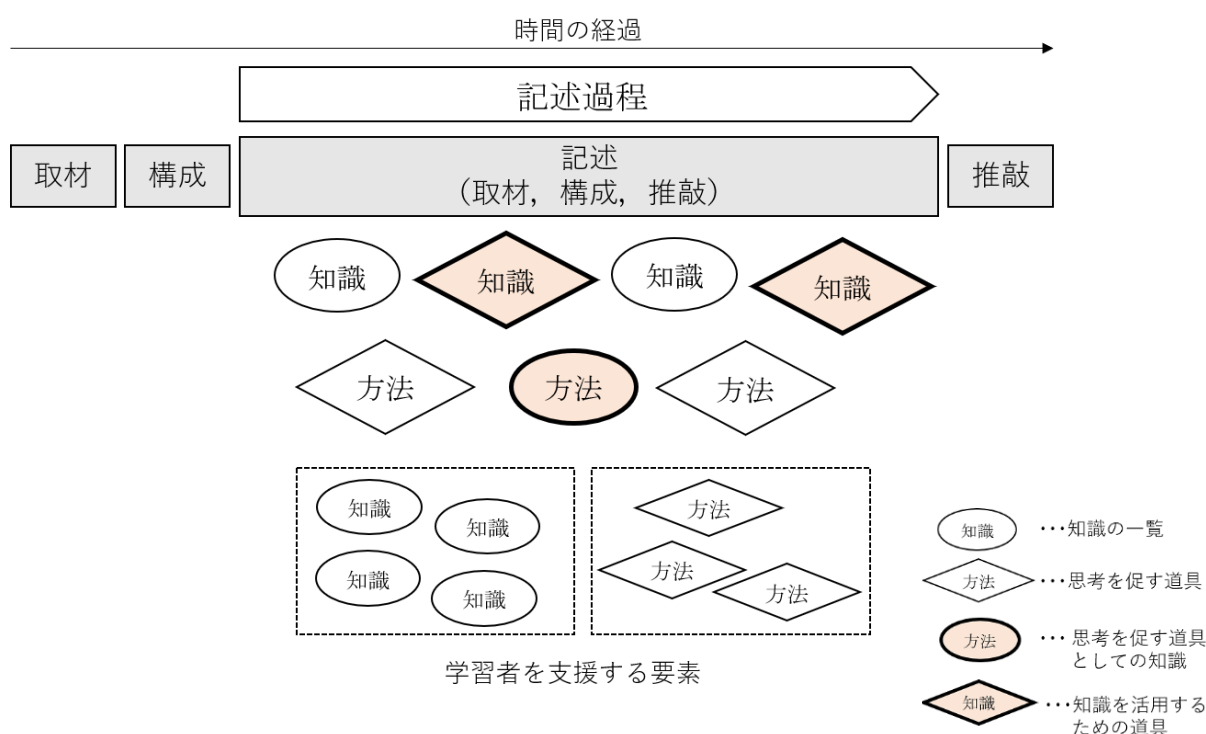 時間の経過
記述過程
取材
構成
記述
（取材，構成，推敲）
推敲
知識
知識
知識
知識
方法
方法
方法
知識
知識
知識
知識
方法
方法
方法
学習者を支援する要素
知識 ･･･知識の一覧
方法 ･･･思考を促す道具
方法 ･･･ 思考を促す道具
としての知識
知識 ･･･知識を活用する
ための道具